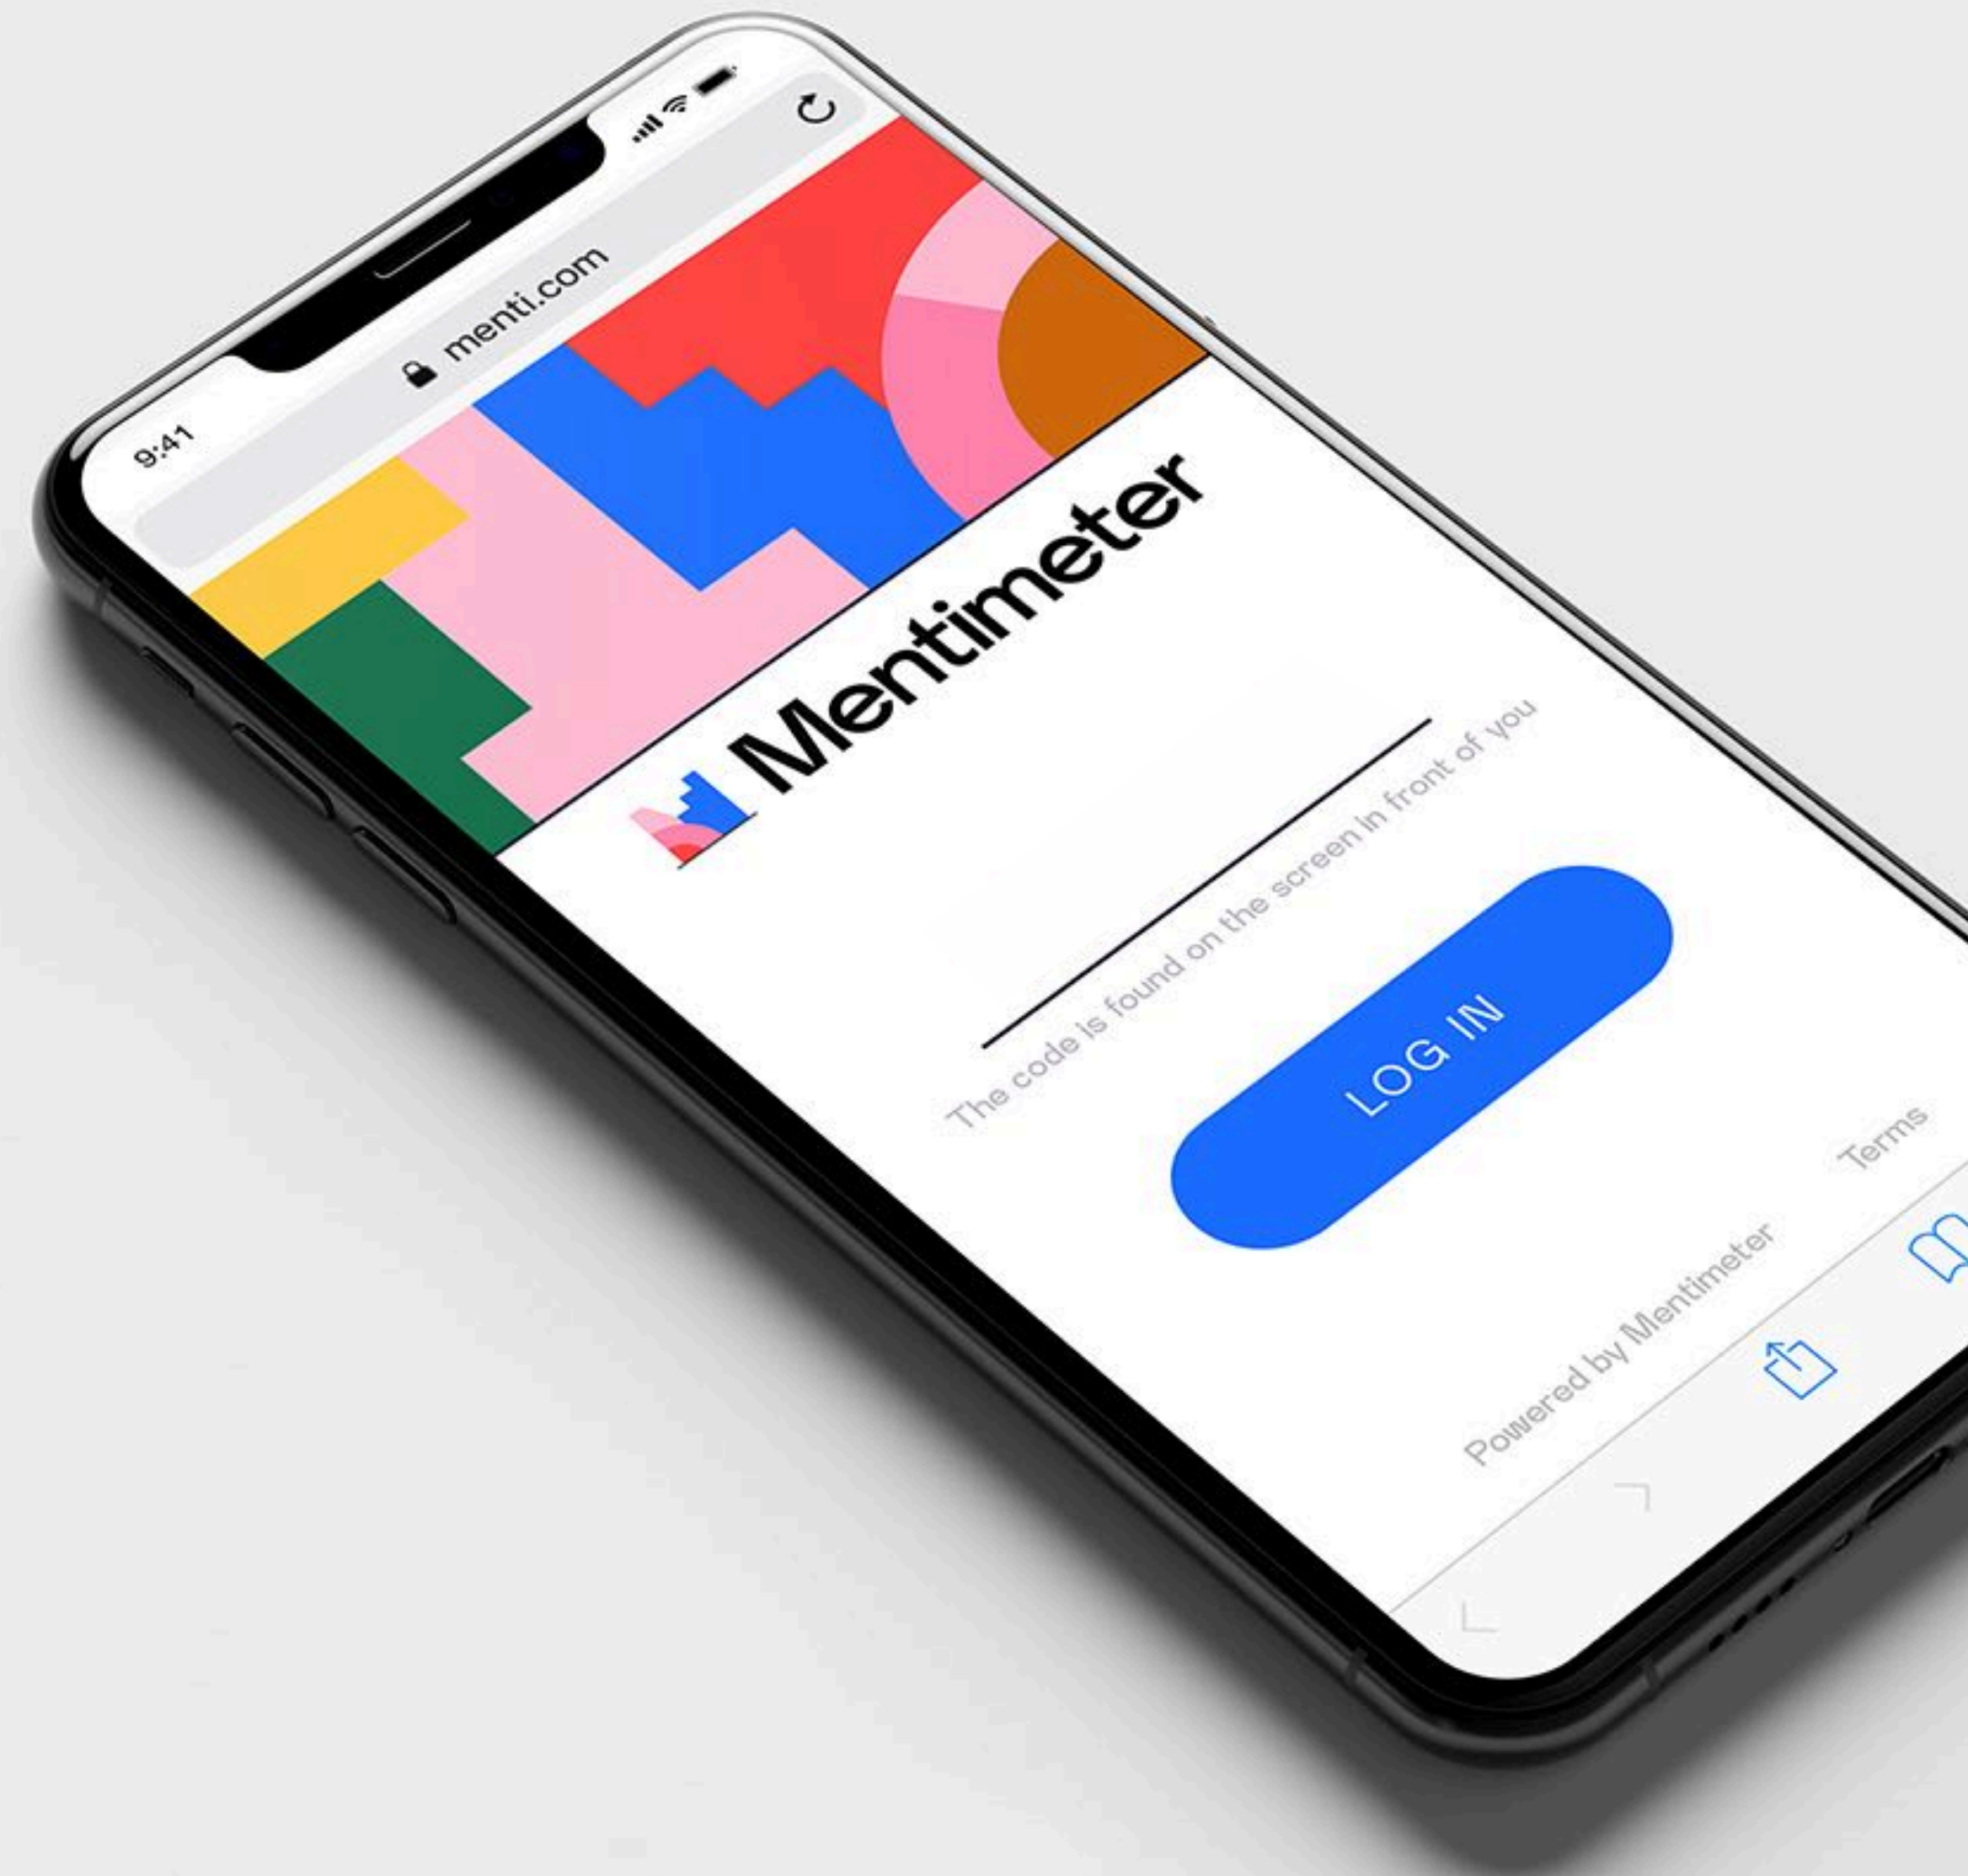 9:41
menti.com
Mentimeter
The code is found on the screen in front of you
LOG IN
Powered by Mentimeter
Terms